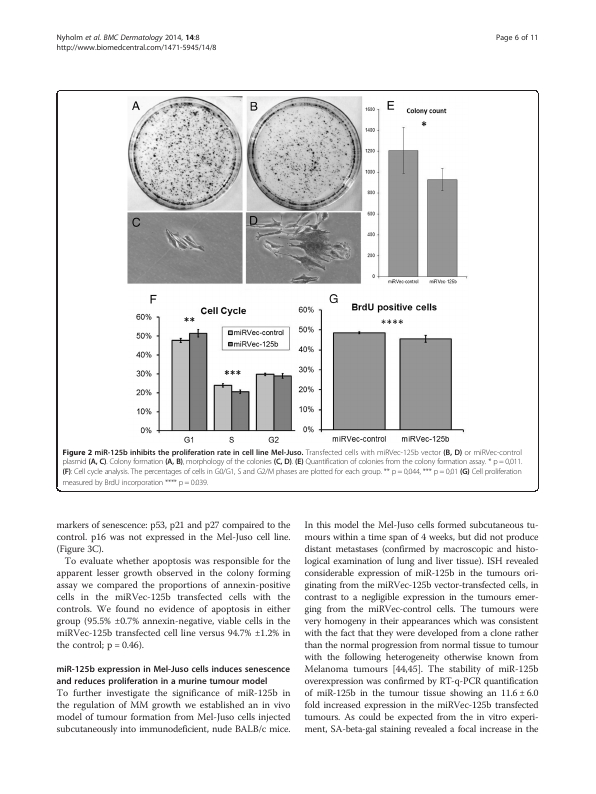 Nyholm et al. BMC Dermatology 2014, 14:8
http://www.biomedcentral.com/1471-5945/14/8
Page 6 of 11
A
B
C
D
E
Colony count
*
1600
1400
1200
1000
800
600
400
200
0
miRVec-control
miRVec-125b
F
Cell Cycle
60%
50%
40%
30%
20%
10%
0%
**
***
miRVec-control
miRVec-125b
G1
S
G2
G
BrdU positive cells
60%
50%
40%
30%
20%
10%
0%
****
miRVec-control
miRVec-125b
Figure 2 miR-125b inhibits the proliferation rate in cell line Mel-Juso. Transfected cells with miRVec-125b vector (B, D) or miRVec-control
plasmid (A, C). Colony formation (A, B), morphology of the colonies (C, D). (E) Quantification of colonies from the colony formation assay. * p = 0,011.
(F): Cell cycle analysis. The percentages of cells in G0/G1, S and G2/M phases are plotted for each group. ** p = 0,044, *** p = 0,01 (G) Cell proliferation
measured by BrdU incorporation **** p = 0.039.
markers of senescence: p53, p21 and p27 compaired to the
control. p16 was not expressed in the Mel-Juso cell line.
(Figure 3C).
To evaluate whether apoptosis was responsible for the
apparent lesser growth observed in the colony forming
assay we compared the proportions of annexin-positive
cells in the miRVec-125b transfected cells with the
controls. We found no evidence of apoptosis in either
group (95.5% ±0.7% annexin-negative, viable cells in the
miRVec-125b transfected cell line versus 94.7% ±1.2% in
the control; p = 0.46).
miR-125b expression in Mel-Juso cells induces senescence
and reduces proliferation in a murine tumour model
To further investigate the significance of miR-125b in
the regulation of MM growth we established an in vivo
model of tumour formation from Mel-Juso cells injected
subcutaneously into immunodeficient, nude BALB/c mice.
In this model the Mel-Juso cells formed subcutaneous tu-
mours within a time span of 4 weeks, but did not produce
distant metastases (confirmed by macroscopic and histo-
logical examination of lung and liver tissue). ISH revealed
considerable expression of miR-125b in the tumours ori-
ginating from the miRVec-125b vector-transfected cells, in
contrast to a negligible expression in the tumours emer-
ging from the miRVec-control cells. The tumours were
very homogeny in their appearances which was consistent
with the fact that they were developed from a clone rather
than the normal progression from normal tissue to tumour
with the following heterogeneity otherwise known from
Melanoma tumours [44,45]. The stability of miR-125b
overexpression was confirmed by RT-q-PCR quantification
of miR-125b in the tumour tissue showing an 11.6 ± 6.0
fold increased expression in the miRVec-125b transfected
tumours. As could be expected from the in vitro experi-
ment, SA-beta-gal staining revealed a focal increase in the